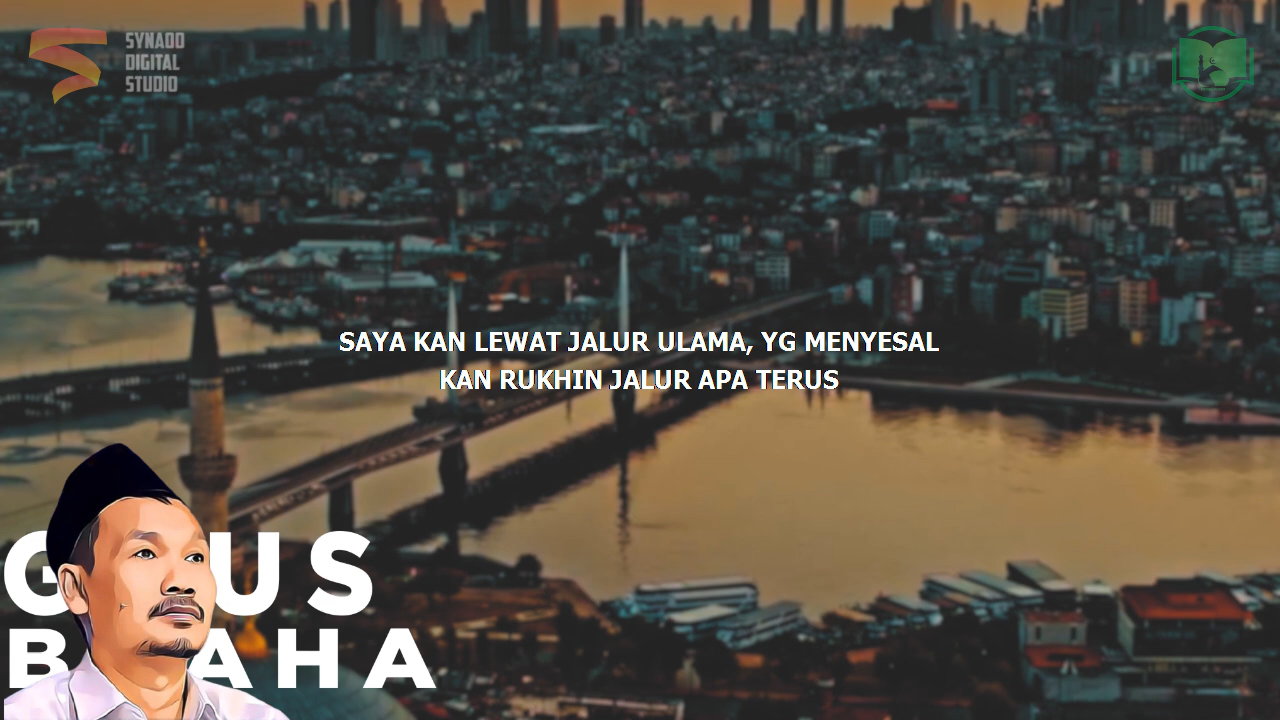 SYNADO
DIGITAL
STUDIO
SAYA KAN LEWAT JALUR ULAMA, YG MENYESAL
KAN RUKHIN JALUR APA TERUS
G US
B AHA